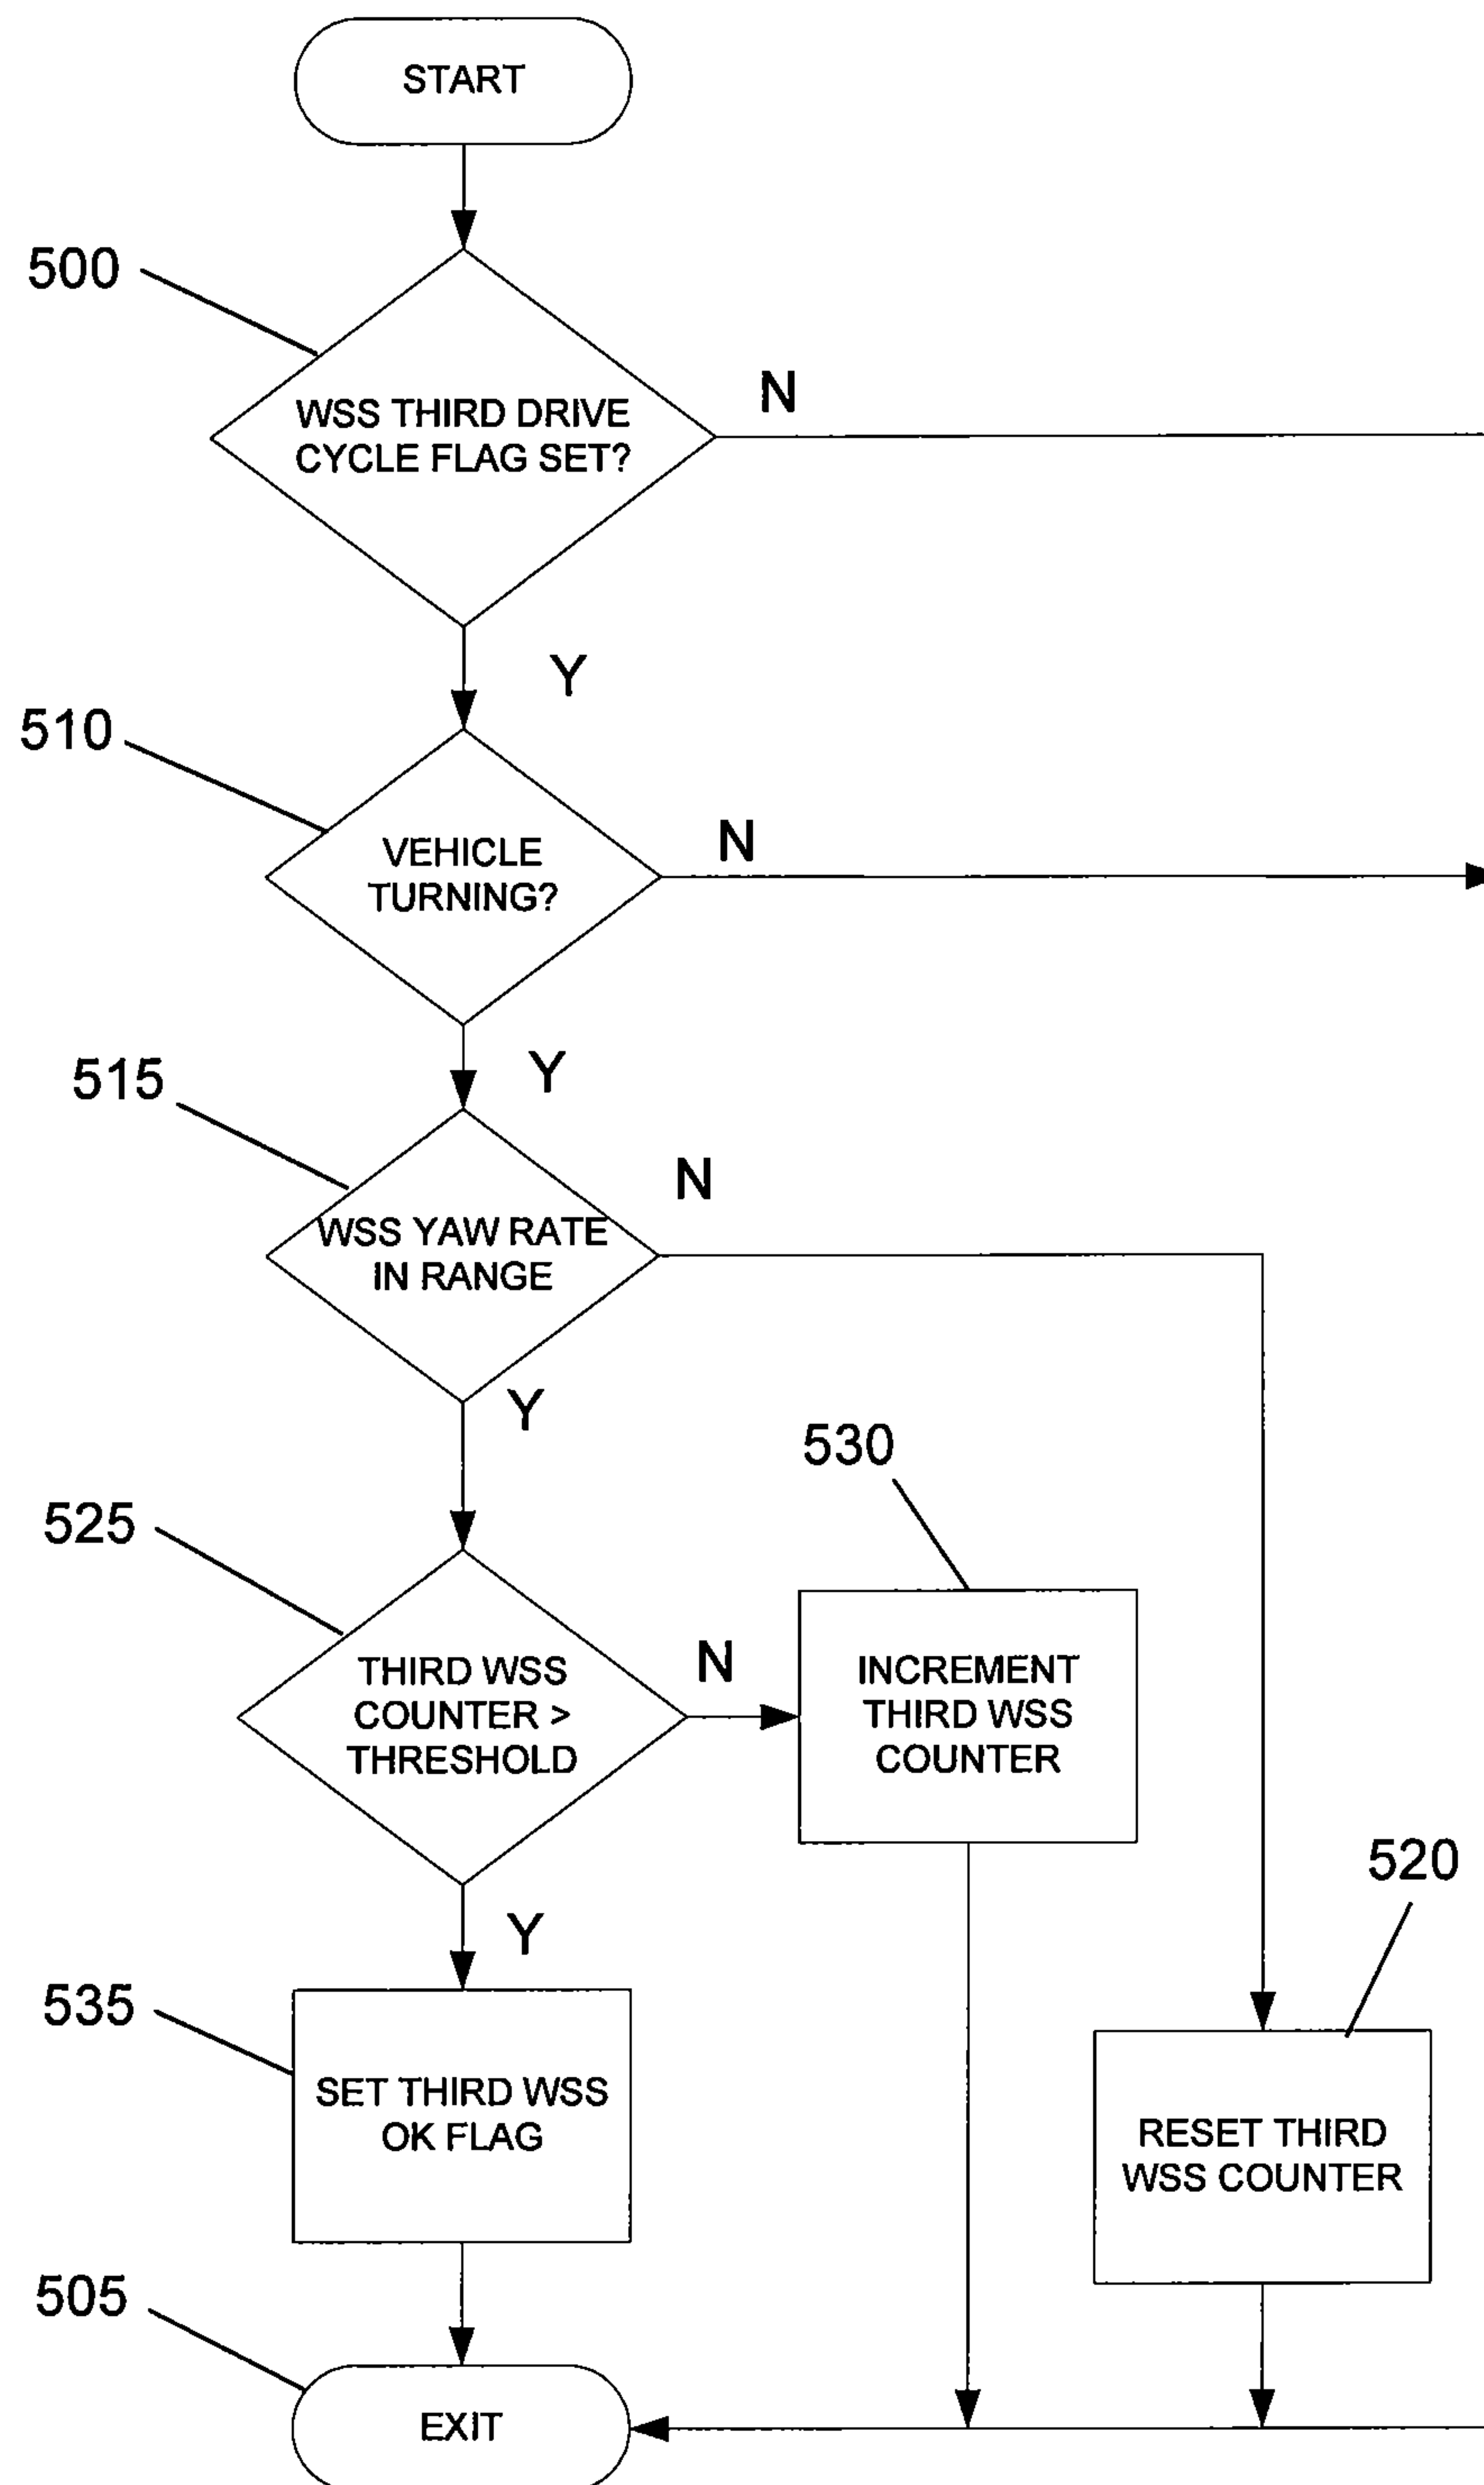 START
500
WSS THIRD DRIVE
CYCLE FLAG SET?
N
Y
510
VEHICLE
TURNING?
N
Y
515
WSS YAW RATE
IN RANGE
N
Y
530
525
THIRD WSS
COUNTER >
THRESHOLD
N
INCREMENT
THIRD WSS
COUNTER
520
Y
535
SET THIRD WSS
OK FLAG
RESET THIRD
WSS COUNTER
505
EXIT